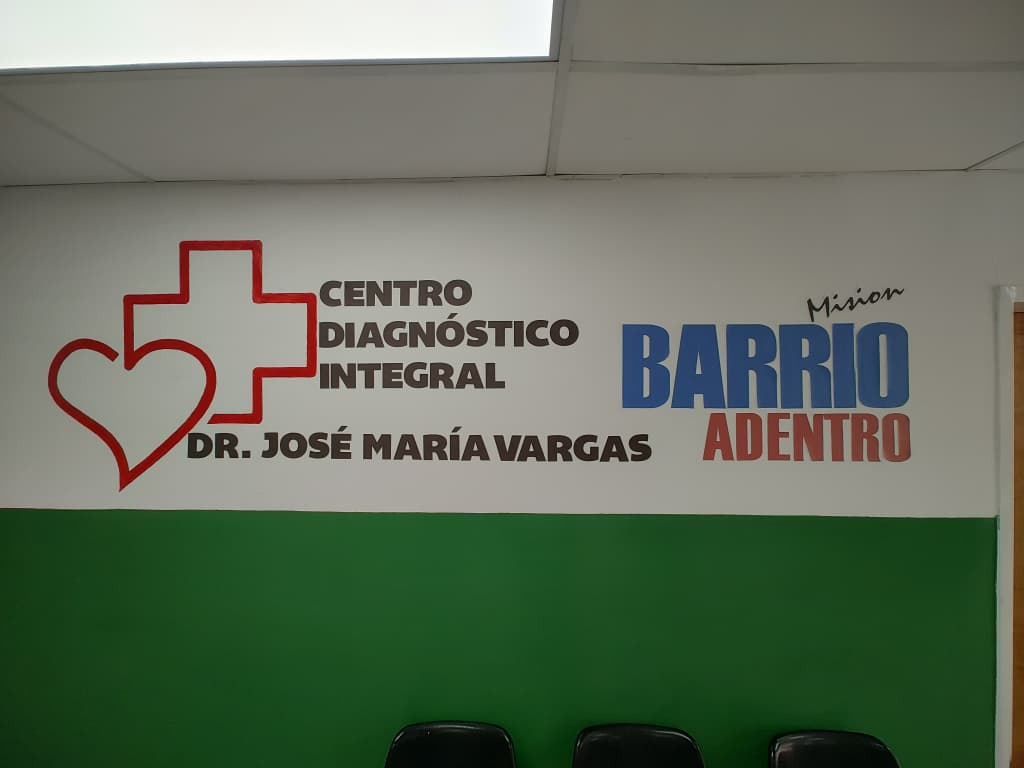 CENTRO
DIAGNÓSTICO
INTEGRAL
DR. JOSÉ MARÍA VARGAS
Mision
BARRIO
ADENTRO